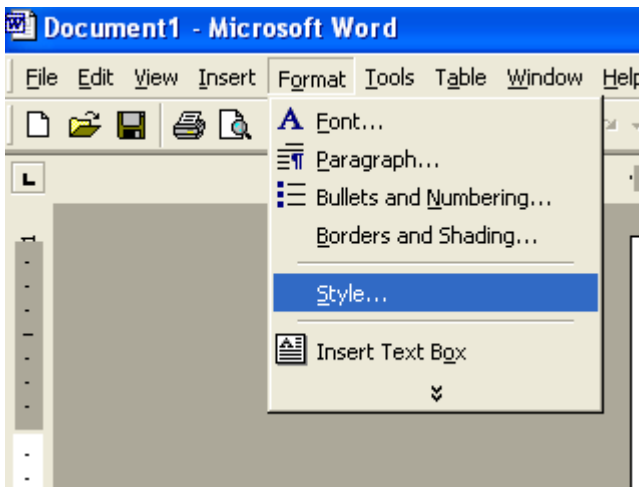 Document1 - Microsoft Word
File Edit View Insert Format Tools Table Window Help
Font...
Paragraph...
Bullets and Numbering...
Borders and Shading...
Style...
Insert Text Box